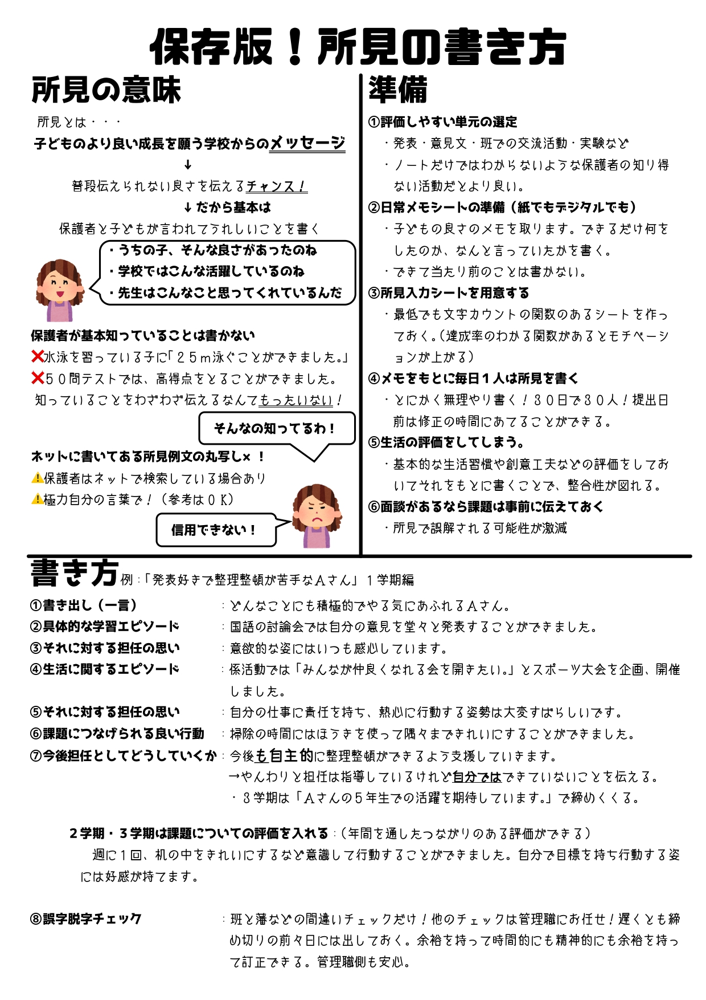 保存版！所見の書き方
所見の意味
所見とは・・・
子どものより良い成長を願う学校からのメッセージ
↓
普段伝えられない良さを伝えるチャンス！
↓だから基本は
保護者と子どもが言われてうれしいことを書く
・うちの子、そんな良さがあったのね
・学校ではこんな活躍しているのね
・先生はこんなこと思ってくれているんだ
保護者が基本知っていることは書かない
❌水泳を習っている子に「２５ｍ泳ぐことができました。」
❌５０問テストでは、高得点をとることができました。
知っていることをわざわざ伝えるなんてもったいない！
そんなの知ってるわ！
ネットに書いてある所見例文の丸写し×！
⚠保護者はネットで検索している場合あり
⚠極力自分の言葉で！（参考はＯＫ）
信用できない！
準備
①評価しやすい単元の選定
・発表・意見文・班での交流活動・実験など
・ノートだけではわからないような保護者の知り得
ない活動だとより良い。
②日常メモシートの準備（紙でもデジタルでも）
・子どもの良さのメモを取ります。できるだけ何を
したのか、なんと言っていたかを書く。
・できて当たり前のことは書かない。
③所見入力シートを用意する
・最低でも文字カウントの関数のあるシートを作っ
ておく。（達成率のわかる関数があるとモチベーシ
ョンが上がる）
④メモをもとに毎日１人は所見を書く
・とにかく無理やり書く！３０日で３０人！提出日
前は修正の時間にあてることができる。
⑤生活の評価をしてしまう。
・基本的な生活習慣や創意工夫などの評価をしてお
いてそれをもとに書くことで、整合性が図れる。
⑥面談があるなら課題は事前に伝えておく
・所見で誤解される可能性が激減
書き方例：「発表好きで整理整頓が苦手なＡさん」１学期編
①書き出し（一言）：どんなことにも積極的でやる気にあふれるＡさん。
②具体的な学習エピソード：国語の討論会では自分の意見を堂々と発表することができました。
③それに対する担任の思い：意欲的な姿にはいつも感心しています。
④生活に関するエピソード：係活動では「みんなが仲良くなれる会を開きたい。」とスポーツ大会を企画、開催
しました。
⑤それに対する担任の思い：自分の仕事に責任を持ち、熱心に行動する姿勢は大変すばらしいです。
⑥課題につなげられる良い行動：掃除の時間にはほうきを使って隅々まできれいにすることができました。
⑦今後担任としてどうしていくか：今後も自主的に整理整頓ができるよう支援していきます。
→やんわりと担任は指導しているけれど自分ではできていないことを伝える。
・３学期は「Ａさんの５年生での活躍を期待しています。」で締めくくる。
２学期・３学期は課題についての評価を入れる：（年間を通したつながりのある評価ができる）
週に１回、机の中をきれいにするなど意識して行動することができました。自分で目標を持ち行動する姿
には好感が持てます。
⑧誤字脱字チェック：班と藩などの間違いチェックだけ！他のチェックは管理職にお任せ！遅くとも締
め切りの前々日には出しておく。余裕を持って時間的にも精神的にも余裕を持っ
て訂正できる。管理職側も安心。